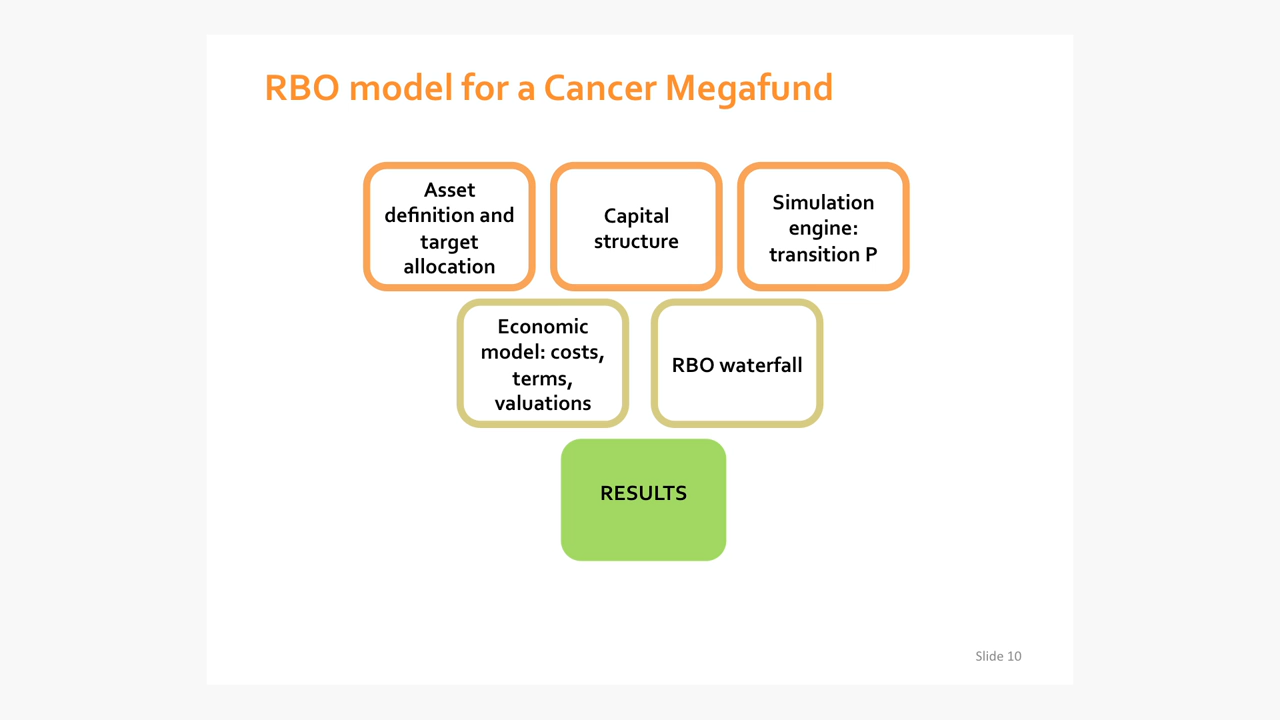 RBO model for a Cancer Megafund
Asset
definition and
target
allocation
Capital
structure
Simulation
engine:
transition P
Economic
model: costs,
terms,
valuations
RBO waterfall
RESULTS
Slide 10